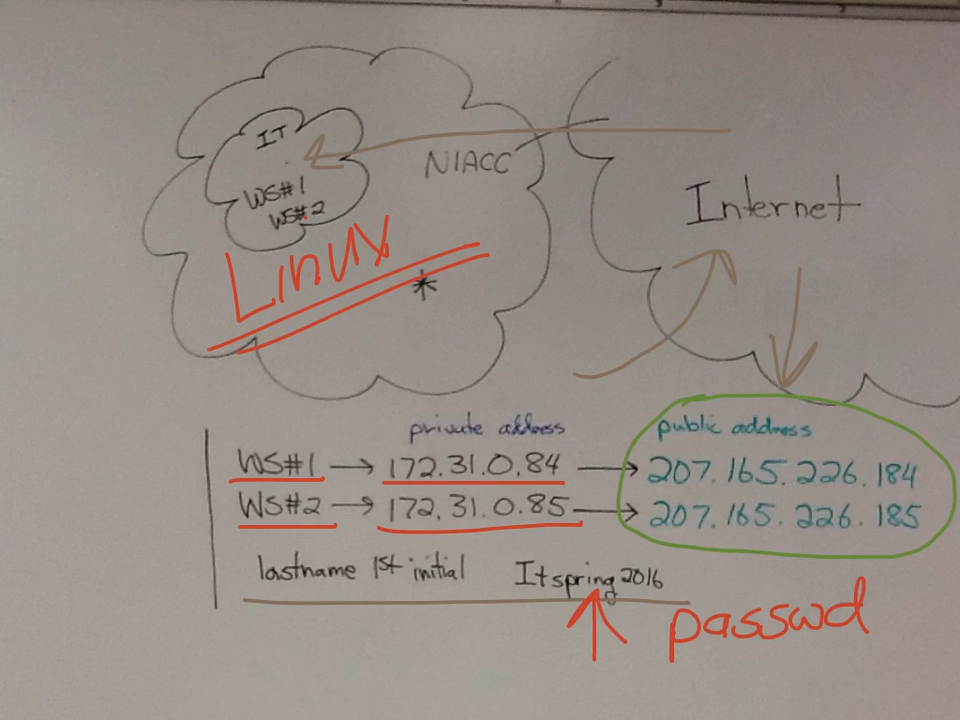 IT
WS#1
WS#2
NIACC
Internet
Linux
*
private address
public address
WS#1 → 172.31.0.84 → 207.165.226.184
WS#2 → 172.31.0.85 → 207.165.226.185
lastname 1st initial Itspring2016
passwd